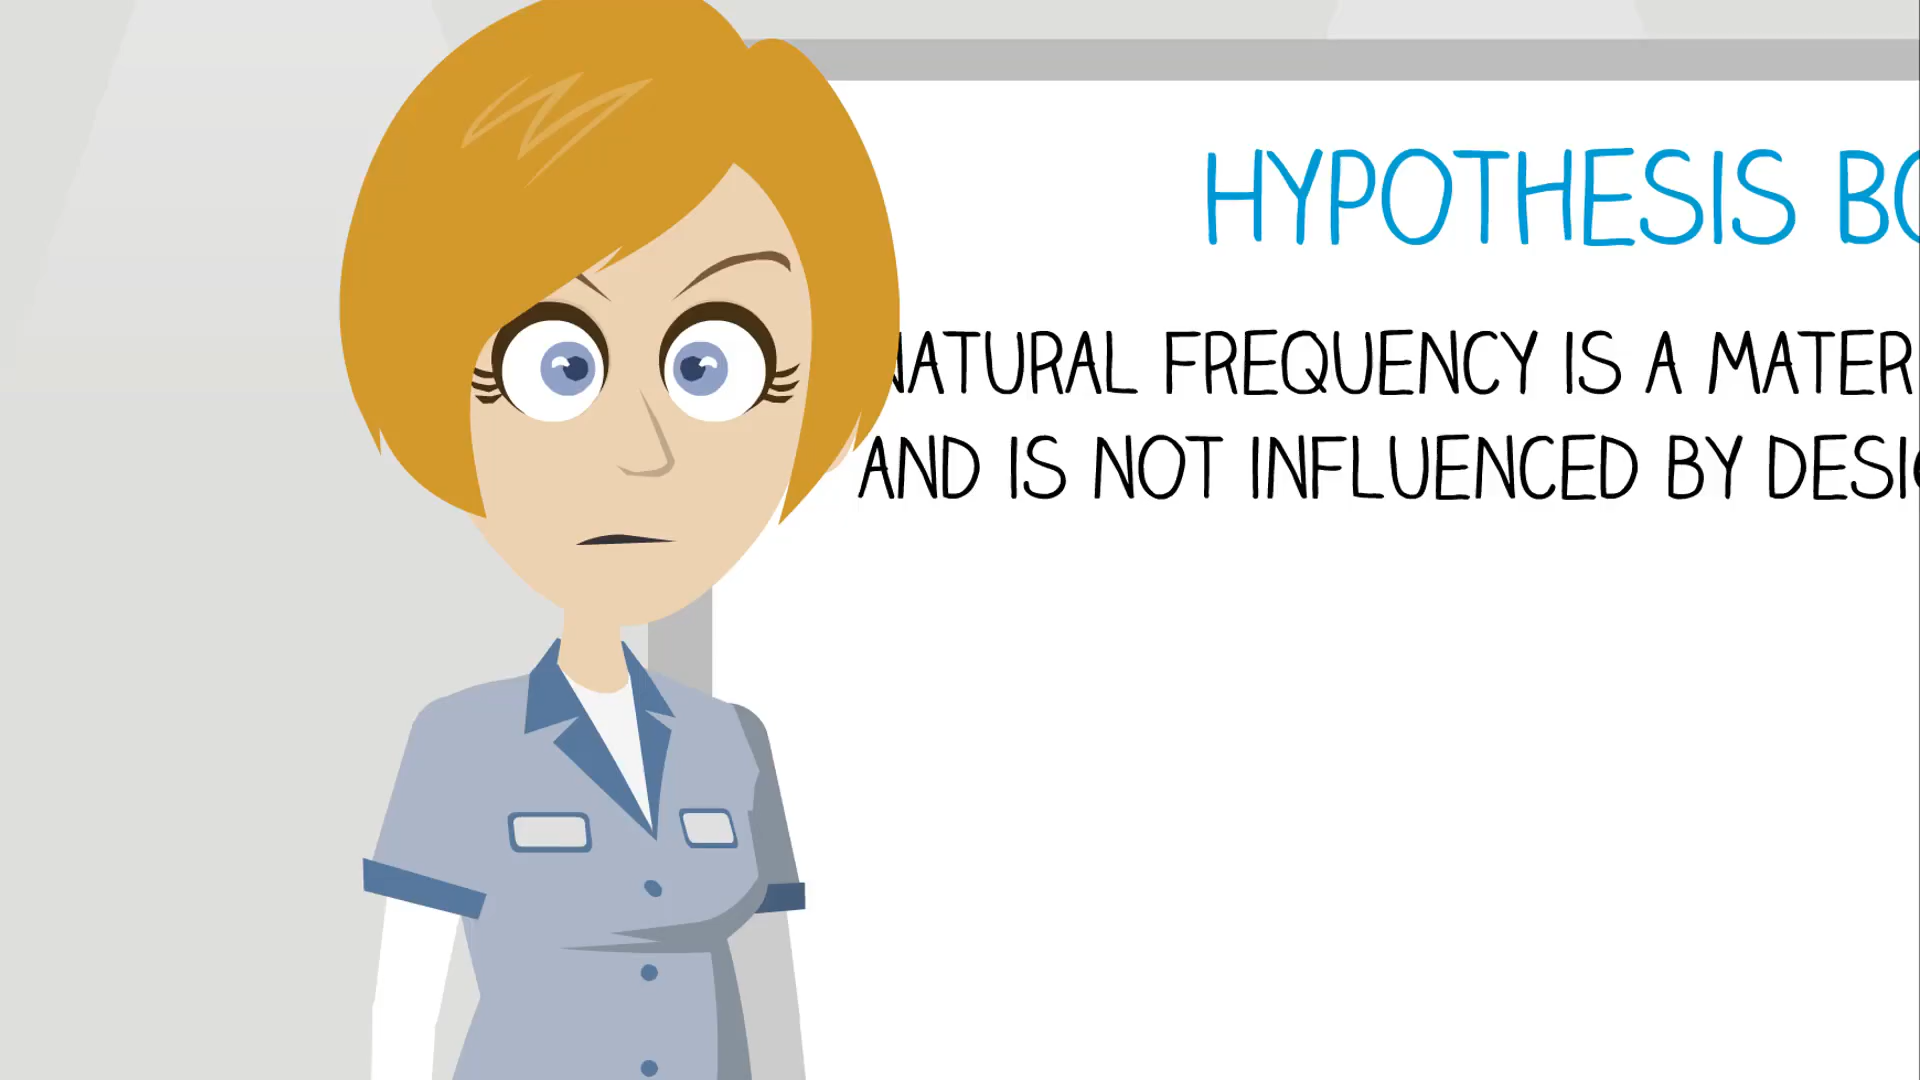 HYPOTHESIS
NATURAL FREQUENCY IS A
AND IS NOT INFLUENCED BY